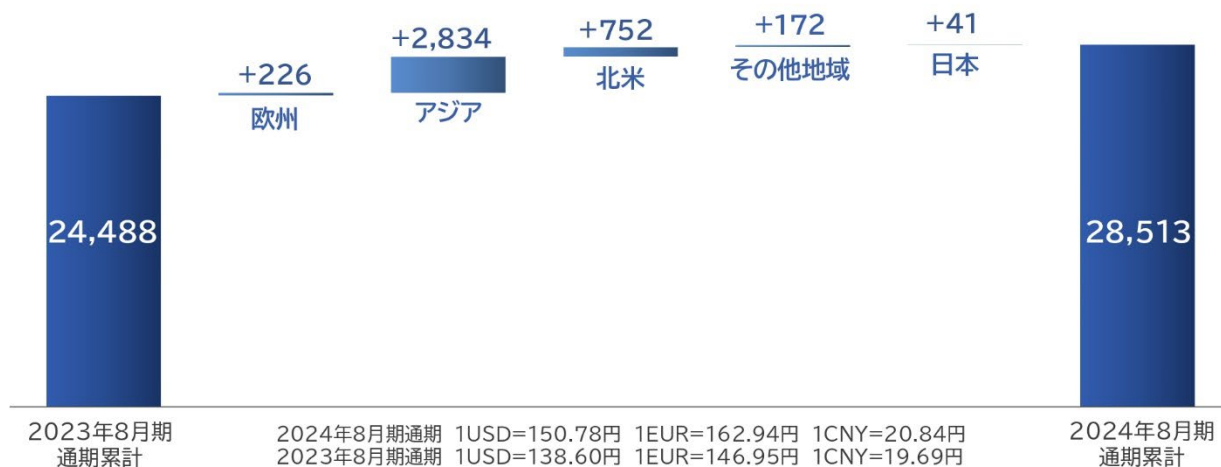 +226
欧州
+2,834
アジア
+752
北米
+172
その他地域
+41
日本
24,488
28,513
2023年8月期
通期累計
2024年8月期通期 1USD=150.78円 1EUR=162.94円 1CNY=20.84円
2023年8月期通期 1USD=138.60円 1EUR=146.95円 1CNY=19.69円
2024年8月期
通期累計